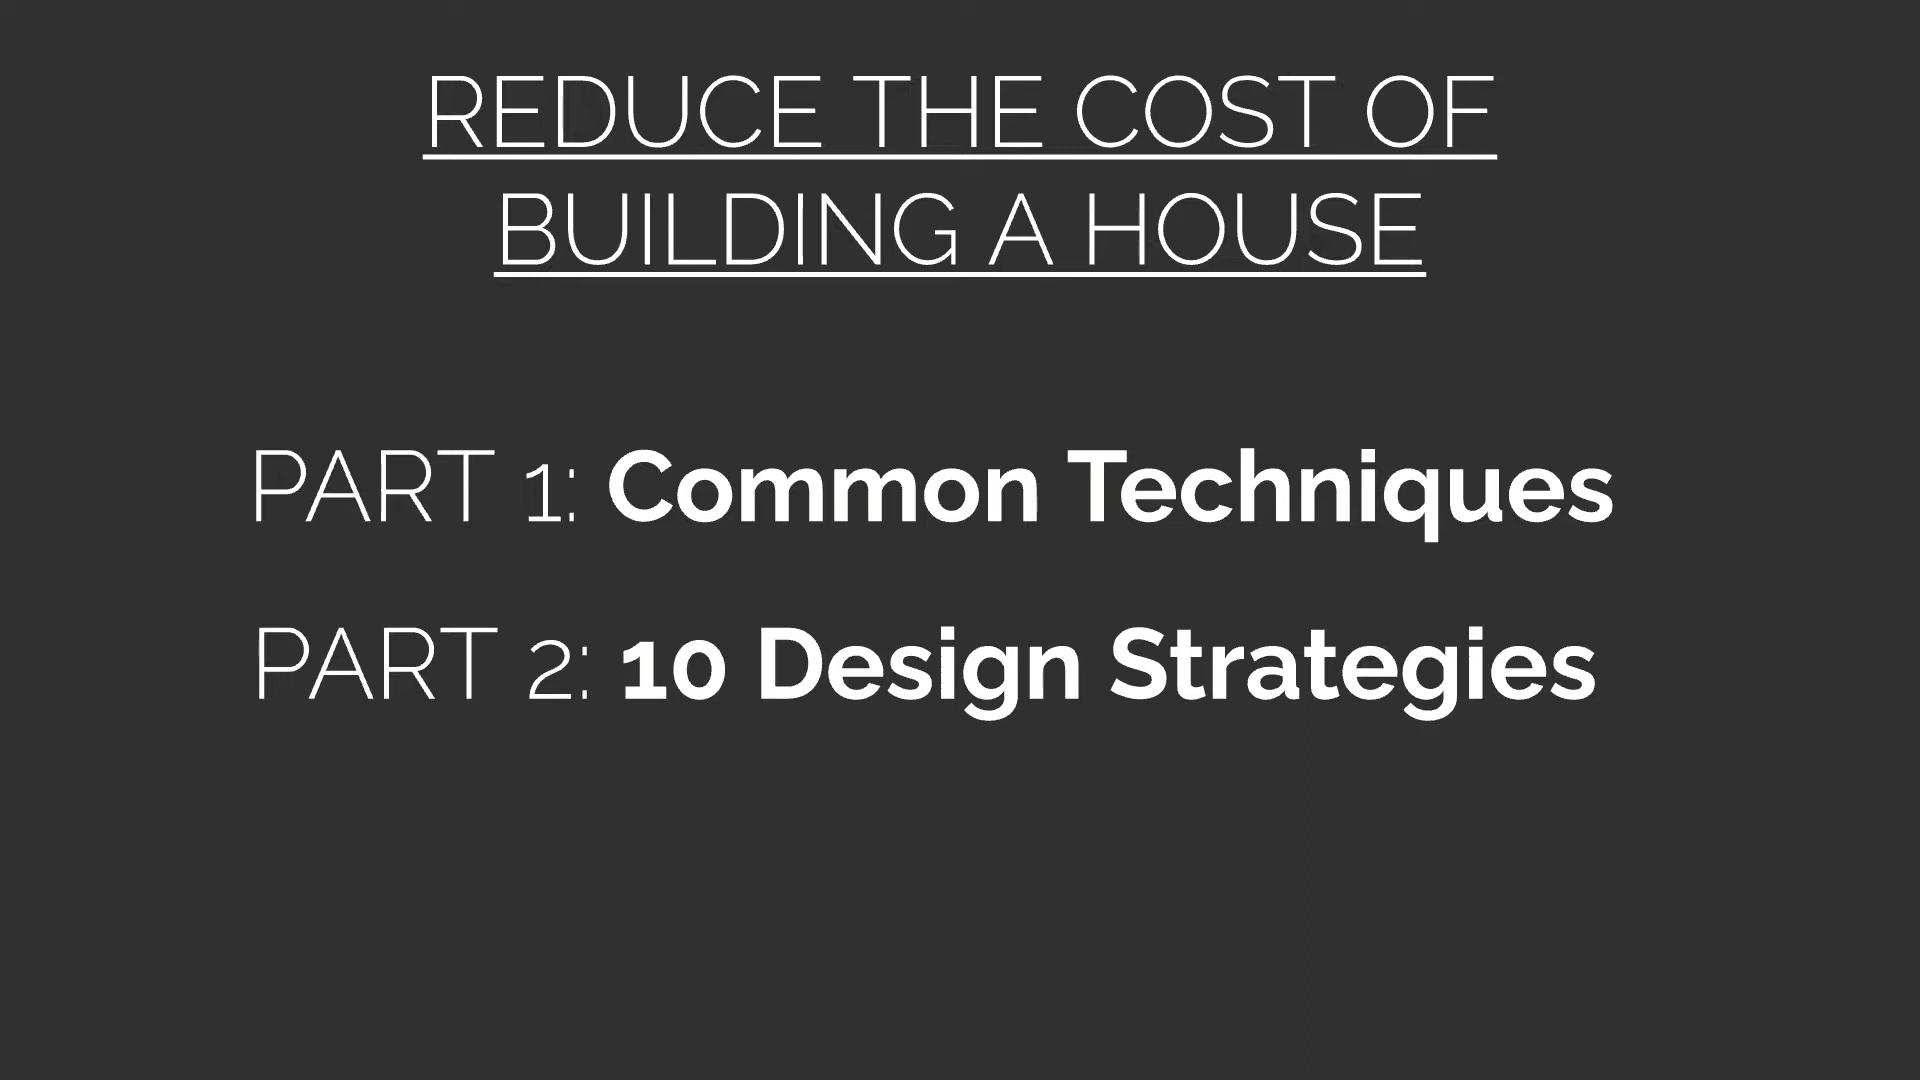 REDUCE THE COST OF
BUILDING A HOUSE
PART 1: Common Techniques
PART 2: 10 Design Strategies